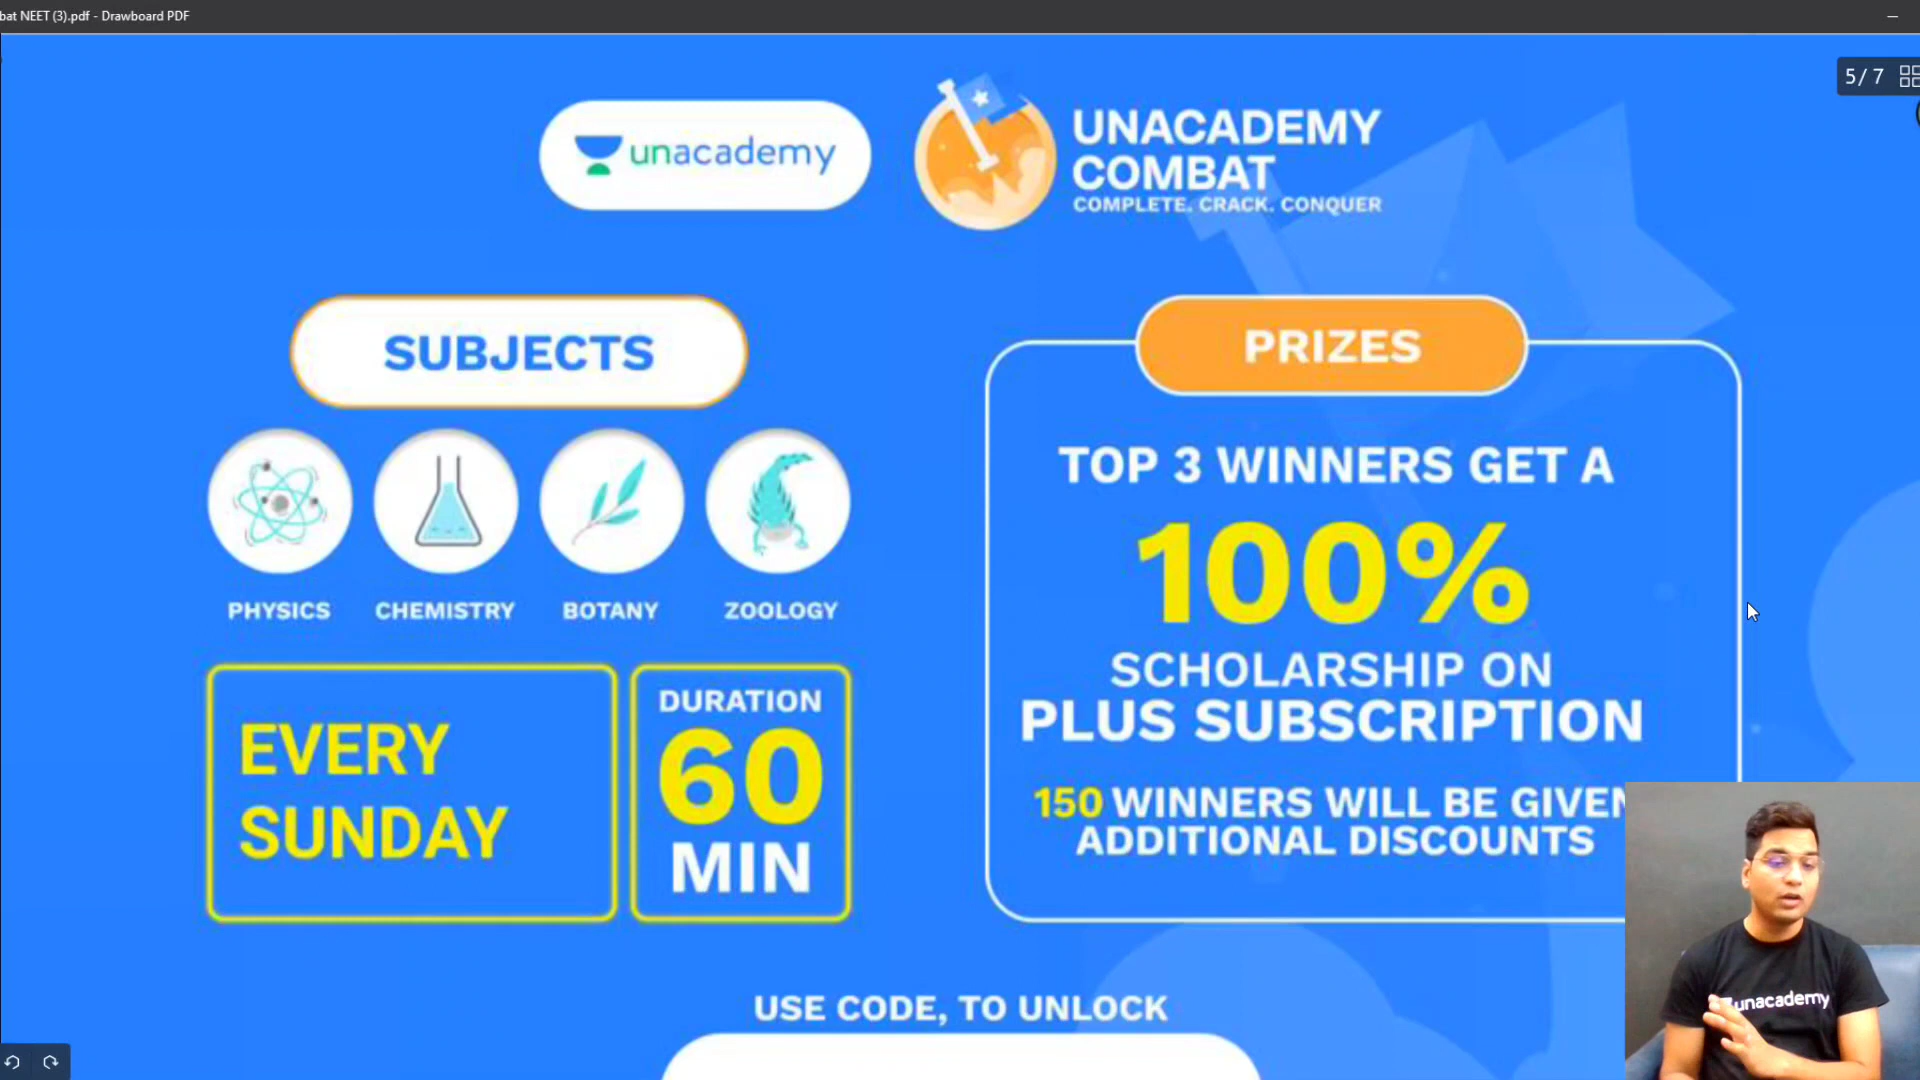 bat NEET (3).pdf - Drawboard PDF
5/ 7
unacademy
UNACADEMY
COMBAT
COMPLETE. CRACK. CONQUER
SUBJECTS
PHYSICS
CHEMISTRY
BOTANY
ZOOLOGY
EVERY
SUNDAY
DURATION
60
MIN
PRIZES
TOP 3 WINNERS GET A
100%
SCHOLARSHIP ON
PLUS SUBSCRIPTION
150 WINNERS WILL BE GIVEN
ADDITIONAL DISCOUNTS
USE CODE, TO UNLOCK
unacademy